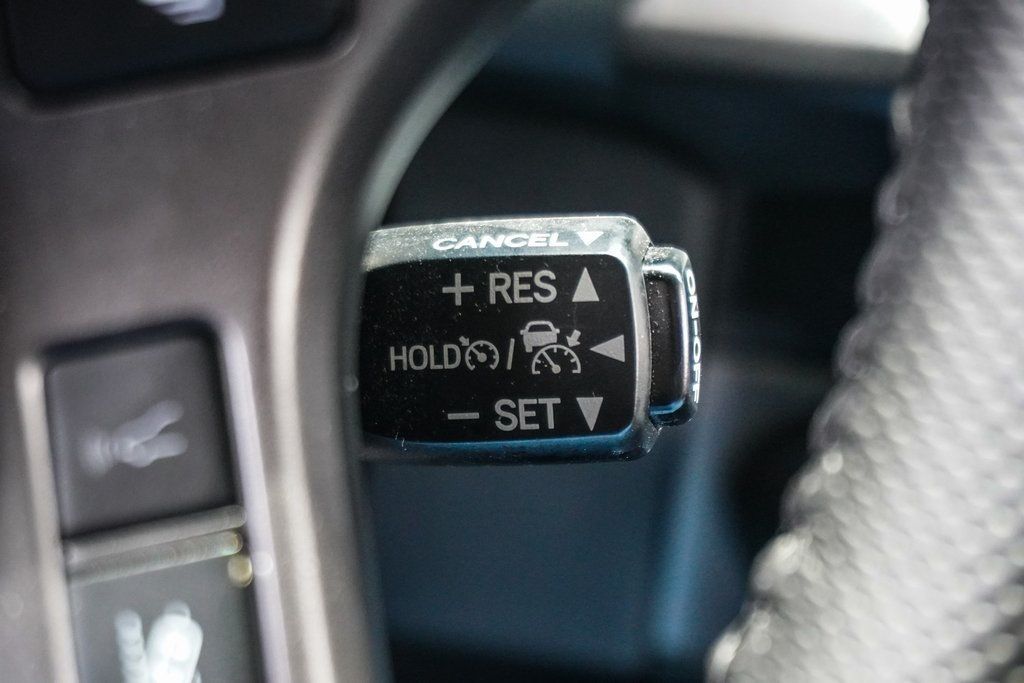 CANCEL ▼
+ RES ▲
HOLD / ◀
− SET ▼
ON-OFF